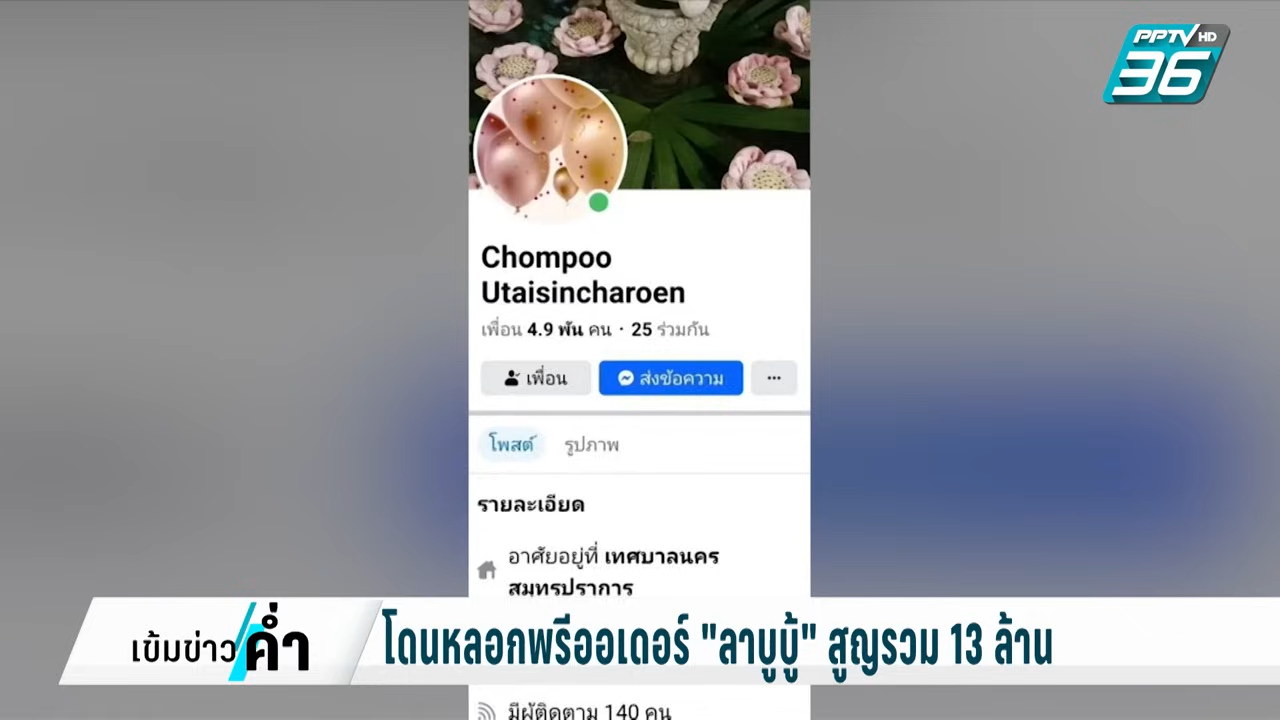 PPTV HD
36
Chompoo
Utaisincharoen
เพื่อน 4.9 พัน คน · 25 ร่วมกัน
เพื่อน
ส่งข้อความ
โพสต์ รูปภาพ
รายละเอียด
อาศัยอยู่ที่ เทศบาลนคร
สมุทรปราการ
เข้มข่าวค่ำ
โดนหลอกพรีออเดอร์ "ลาบูบู้" สูญรวม 13 ล้าน
มีผู้ติดตาม 140 คน